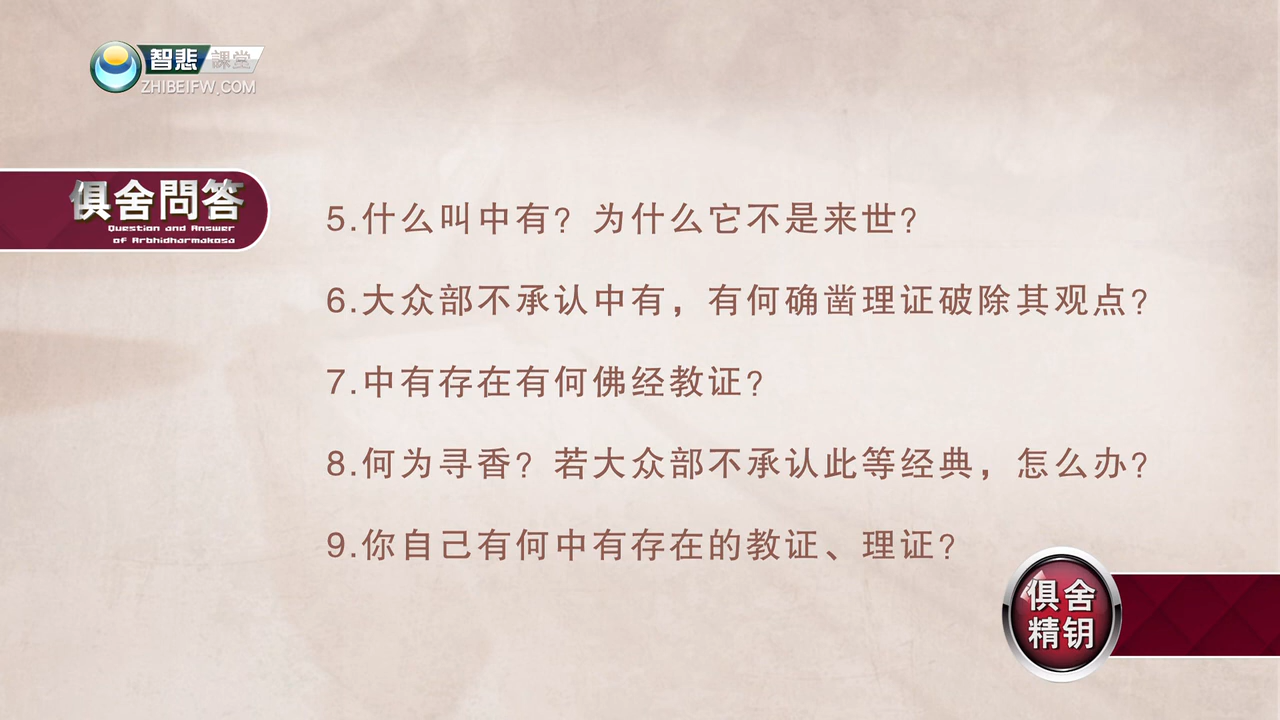 智悲課堂
ZHIBEIFW.COM
俱舍問答
Question and Answer
of Arbhidharmakosa
5.什么叫中有？为什么它不是来世？
6.大众部不承认中有，有何确凿理证破除其观点？
7.中有存在有何佛经教证？
8.何为寻香？若大众部不承认此等经典，怎么办？
9.你自己有何中有存在的教证、理证？
俱舍
精钥